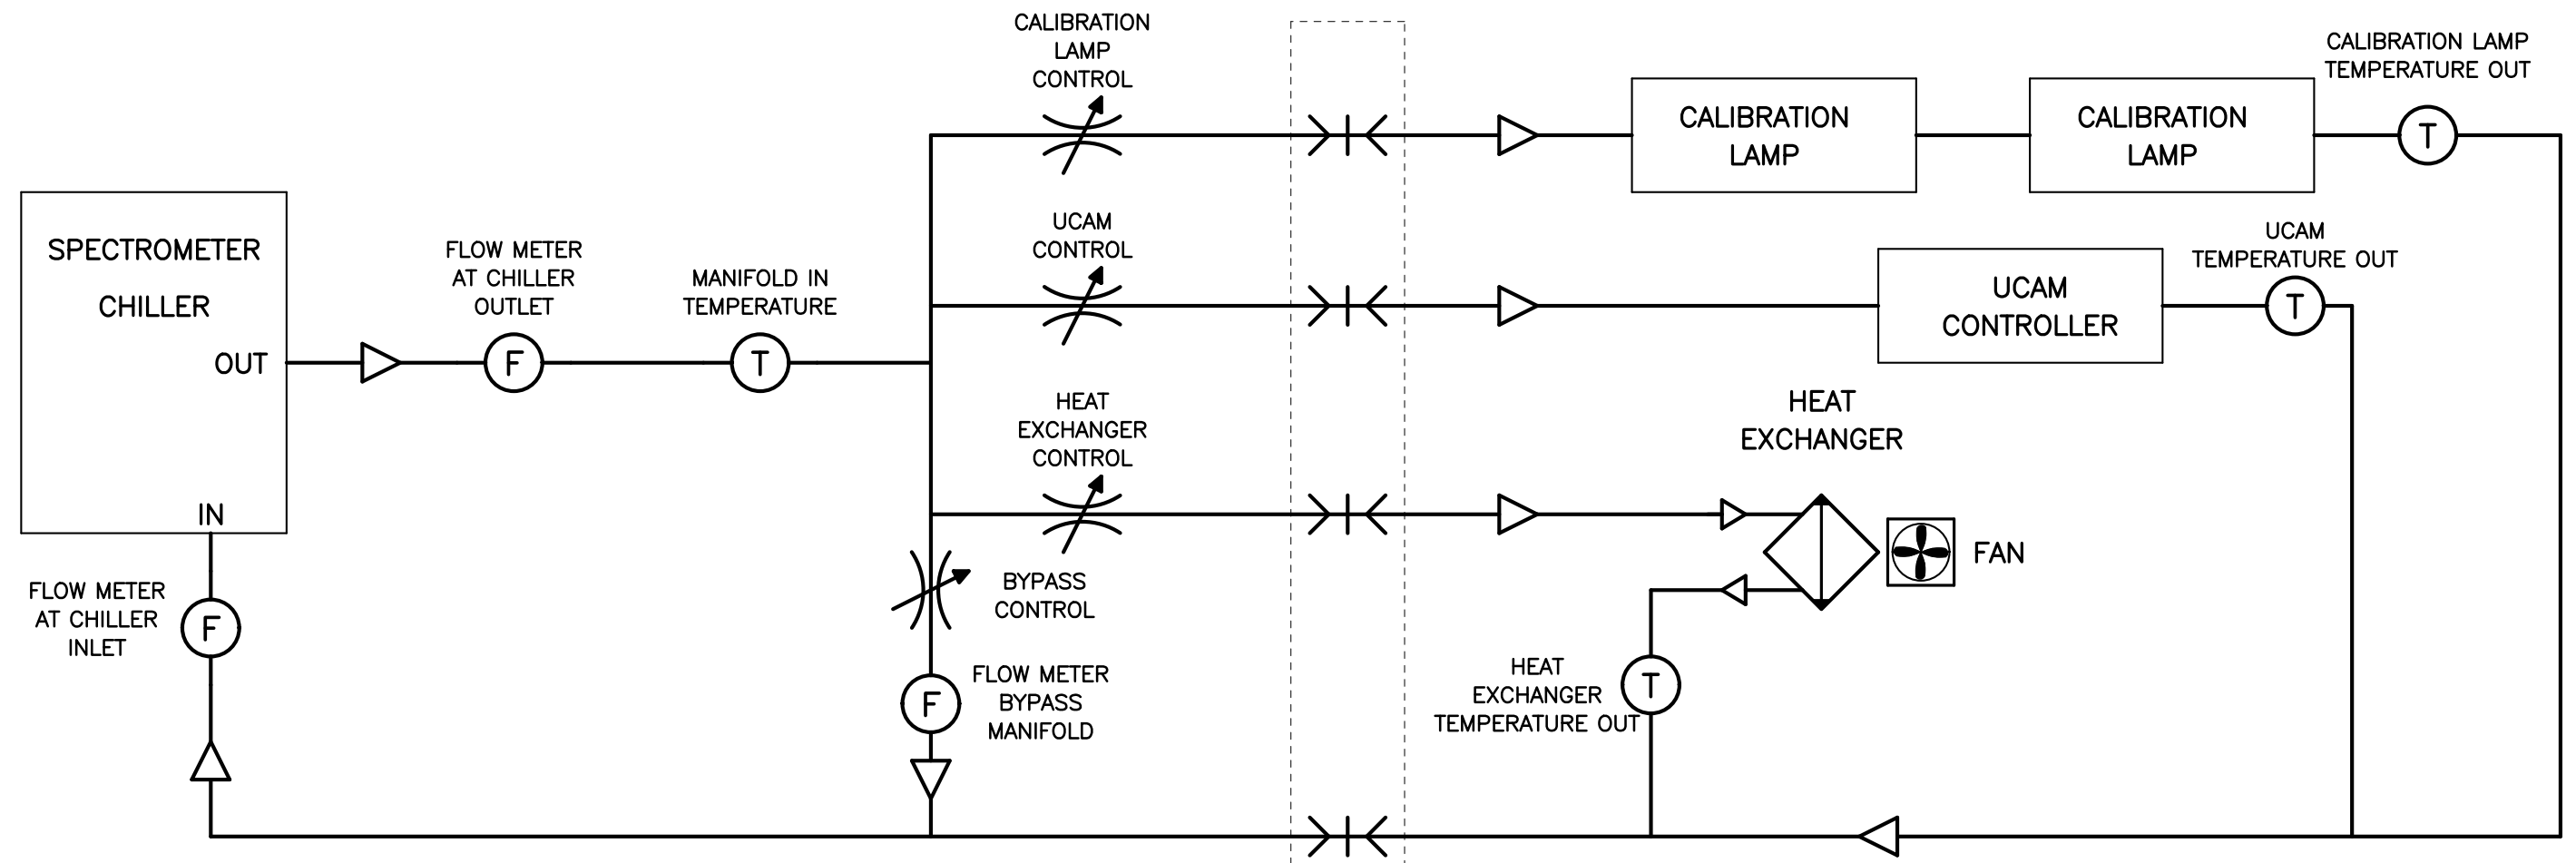 CALIBRATION
LAMP
CONTROL
CALIBRATION LAMP
TEMPERATURE OUT
CALIBRATION
LAMP
CALIBRATION
LAMP
T
SPECTROMETER
CHILLER
OUT
IN
FLOW METER
AT CHILLER
OUTLET
F
MANIFOLD IN
TEMPERATURE
T
UCAM
CONTROL
UCAM
CONTROLLER
UCAM
TEMPERATURE OUT
T
HEAT
EXCHANGER
CONTROL
HEAT
EXCHANGER
FAN
BYPASS
CONTROL
FLOW METER
AT CHILLER
INLET
F
FLOW METER
BYPASS
MANIFOLD
F
HEAT
EXCHANGER
TEMPERATURE OUT
T